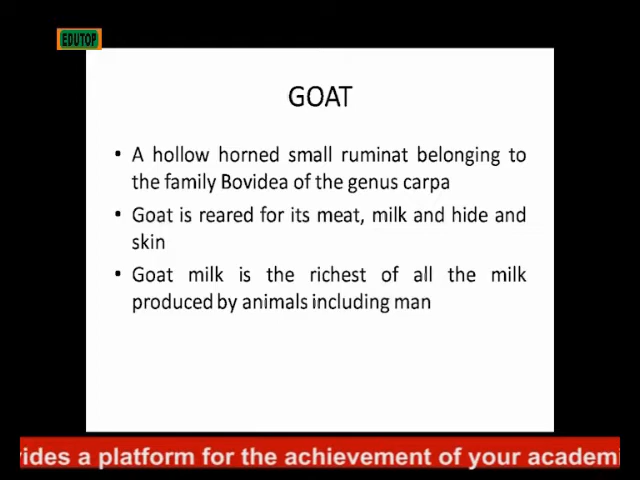 EDUTOP
GOAT
• A hollow horned small ruminat belonging to
the family Bovidea of the genus carpa
• Goat is reared for its meat, milk and hide and
skin
• Goat milk is the richest of all the milk
produced by animals including man
vides a platform for the achievement of your academi